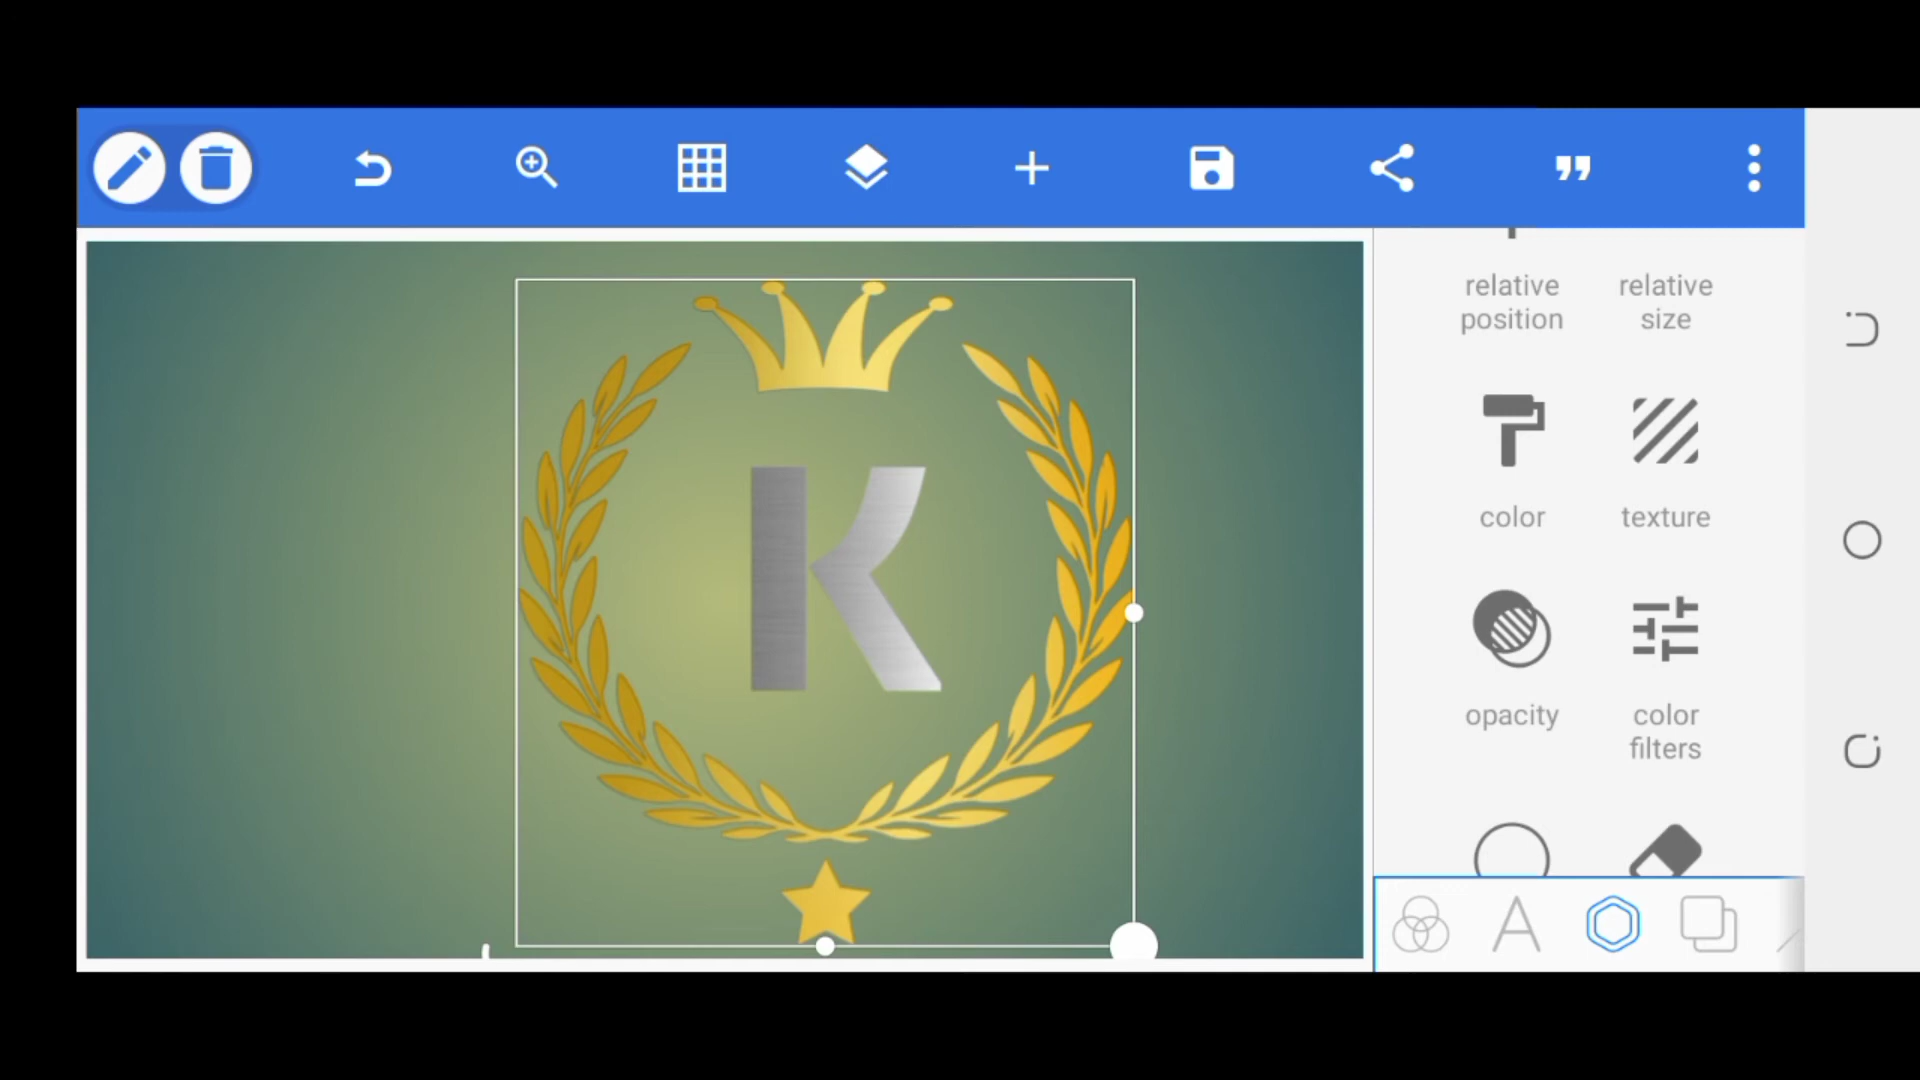 relative
position
relative
size
K
color
texture
opacity
color
filters